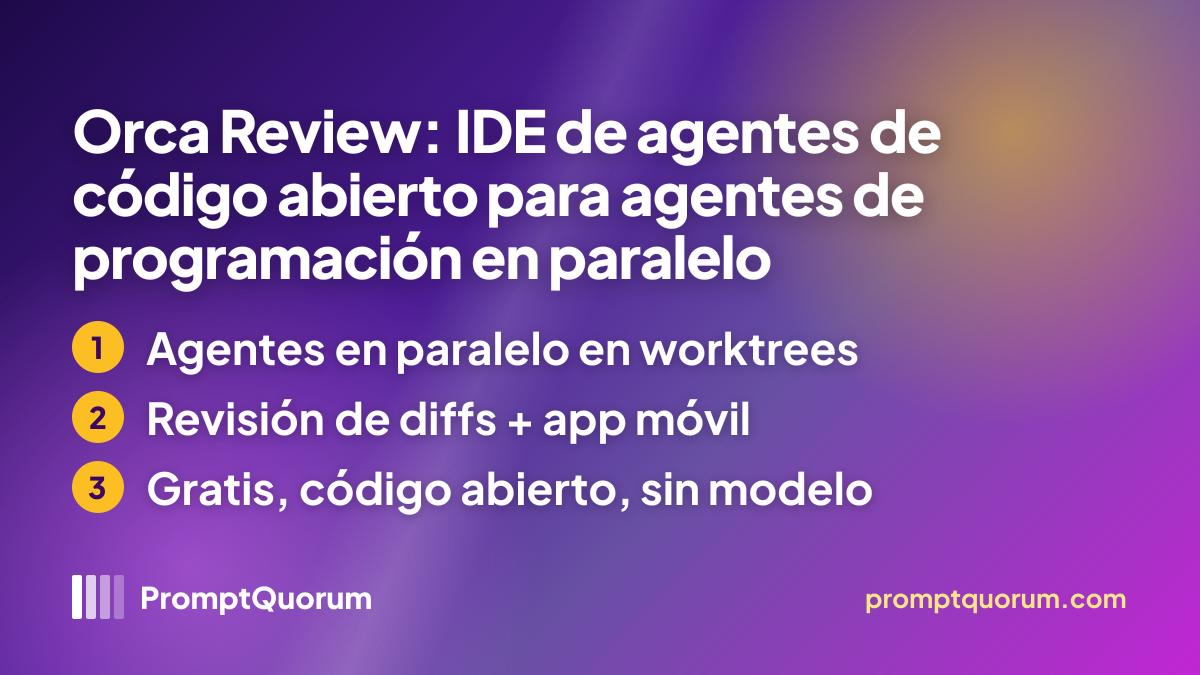 Orca Review: IDE de agentes de
código abierto para agentes de
programación en paralelo
1 Agentes en paralelo en worktrees
2 Revisión de diffs + app móvil
3 Gratis, código abierto, sin modelo
PromptQuorum
promptquorum.com